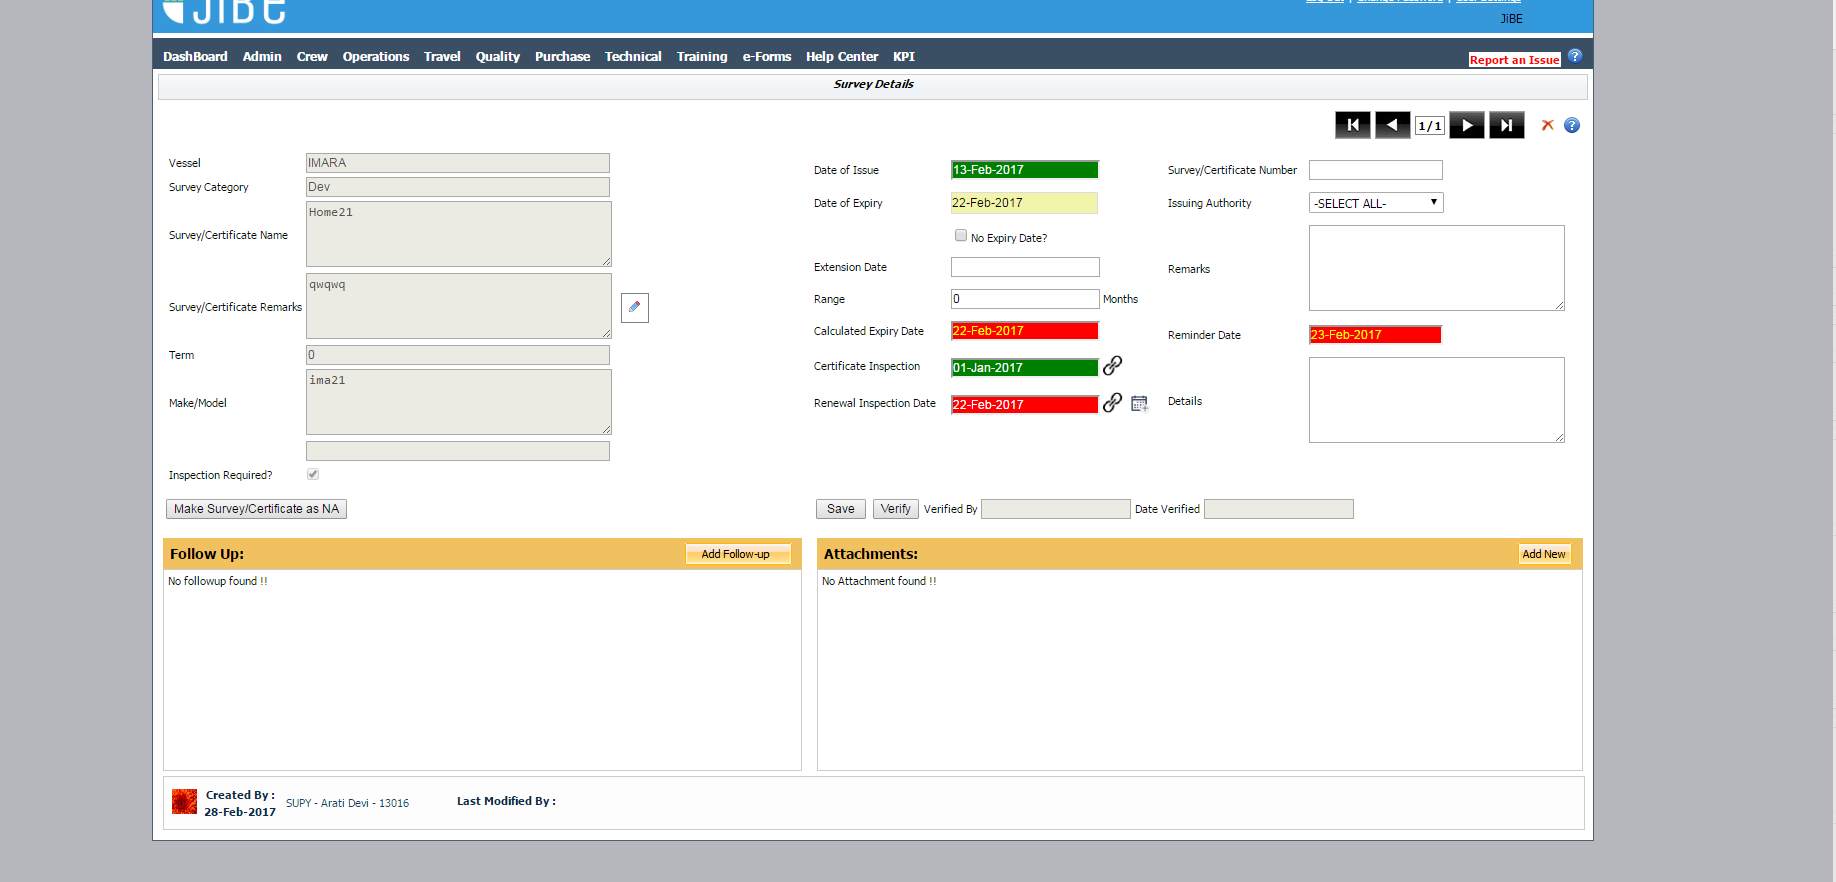 JiBE
JiBE
DashBoard Admin Crew Operations Travel Quality Purchase Technical Training e-Forms Help Center KPI
Report an Issue
Survey Details
1/1
Vessel IMARA
Survey Category Dev
Survey/Certificate Name Home21
Survey/Certificate Remarks qwqwq
Term 0
Make/Model ima21
Inspection Required?
Make Survey/Certificate as NA
Date of Issue 13-Feb-2017
Date of Expiry 22-Feb-2017
No Expiry Date?
Extension Date
Range 0 Months
Calculated Expiry Date 22-Feb-2017
Certificate Inspection 01-Jan-2017
Renewal Inspection Date 22-Feb-2017
Survey/Certificate Number
Issuing Authority -SELECT ALL-
Remarks
Reminder Date 23-Feb-2017
Details
Save Verify Verified By Date Verified
Follow Up: Add Follow-up
No followup found !!
Attachments: Add New
No Attachment found !!
Created By :
28-Feb-2017
SUPY - Arati Devi - 13016
Last Modified By :